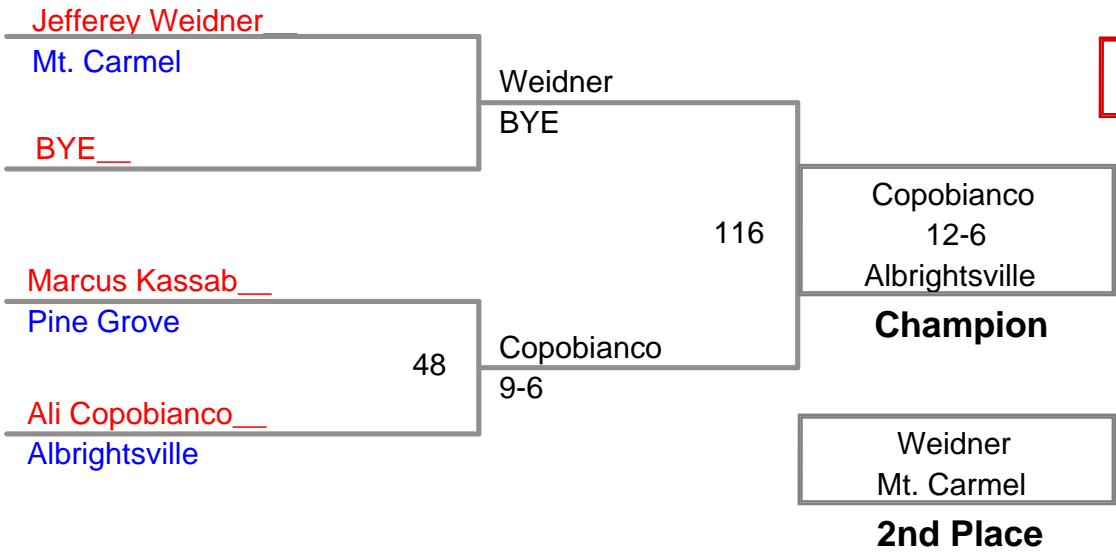 Jefferey Weidner__
Mt. Carmel
BYE__
Weidner
BYE
Marcus Kassab__
Pine Grove
48
Ali Copobianco__
Albrightsville
Copobianco
9-6
116
Copobianco
12-6
Albrightsville
Champion
Weidner
Mt. Carmel
2nd Place